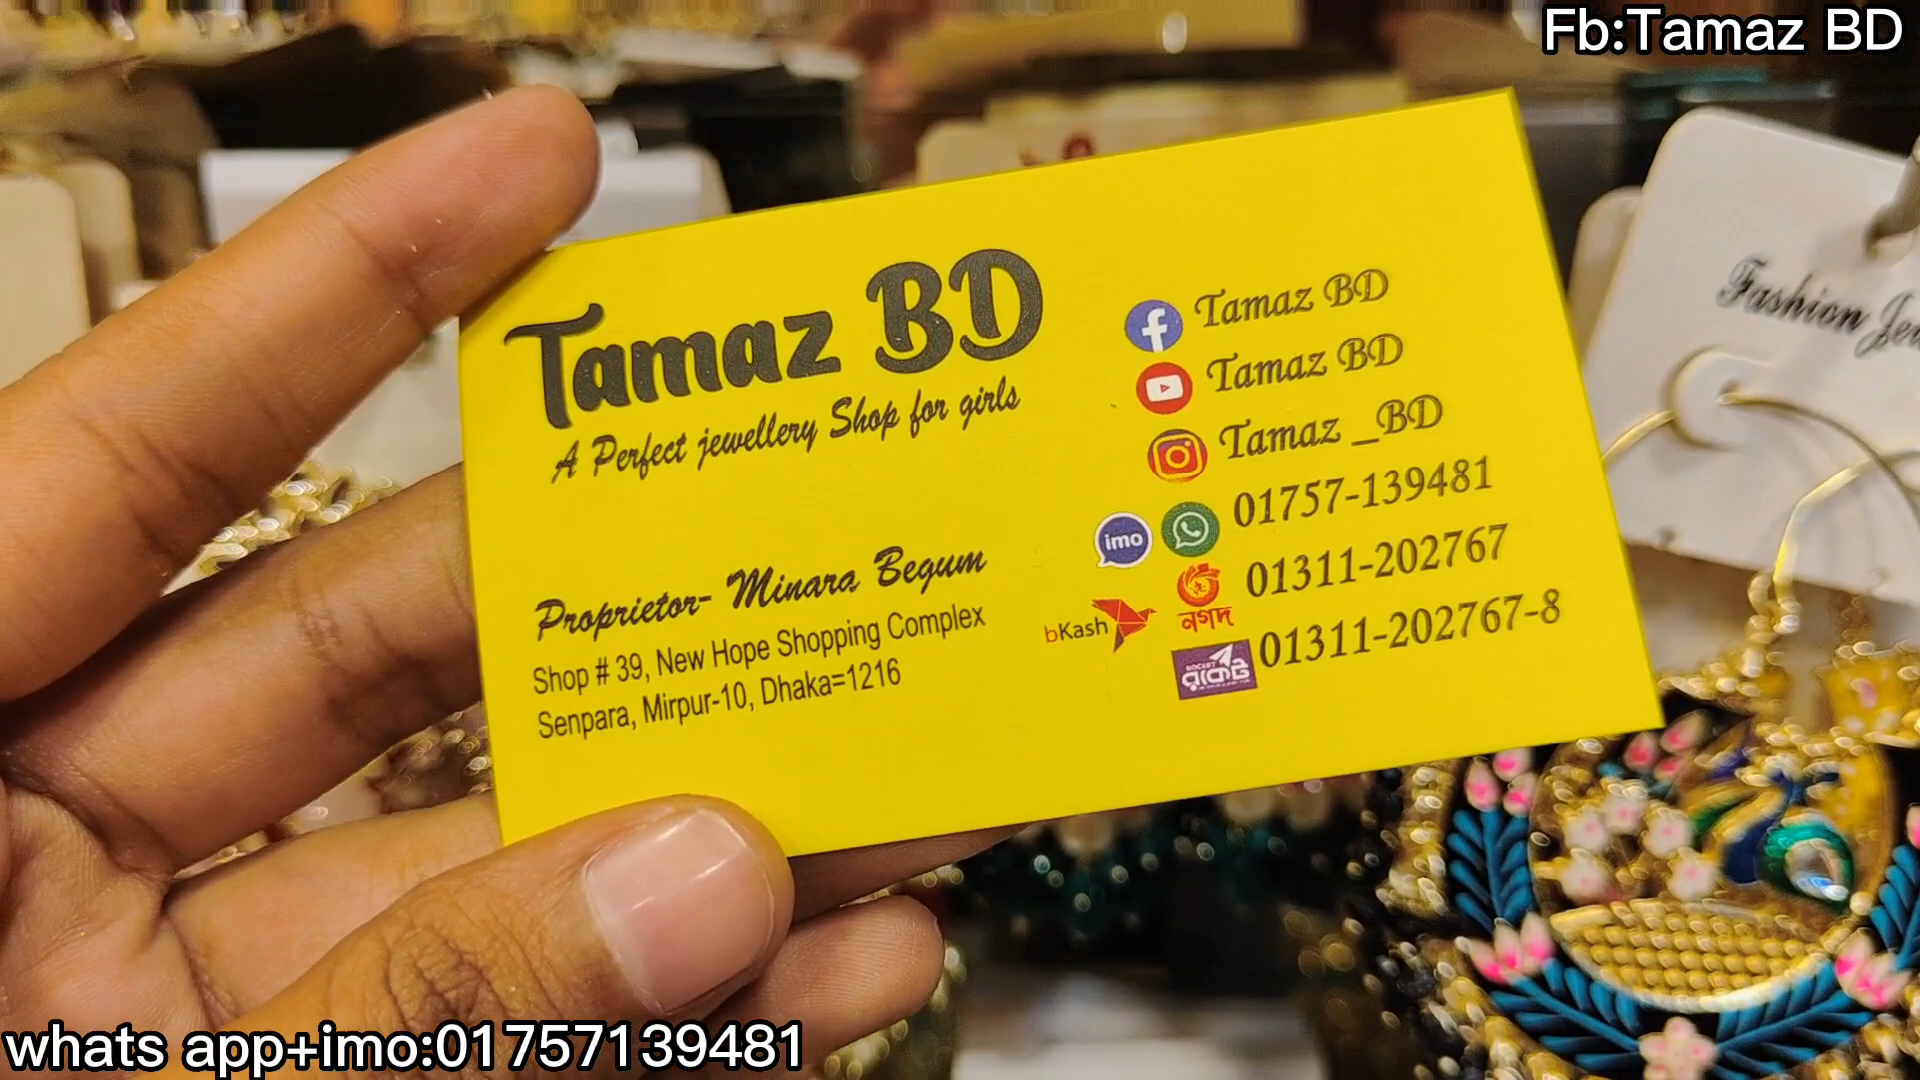 Fb:Tamaz BD
Tamaz BD
A Perfect jewellery Shop for girls
Proprietor- Minara Begum
Shop # 39, New Hope Shopping Complex
Senpara, Mirpur-10, Dhaka=1216
Tamaz BD
Tamaz BD
Tamaz _BD
imo 01757-139481
bKash নগদ 01311-202767
ROCKET রকেট 01311-202767-8
Fashion
whats app+imo:01757139481